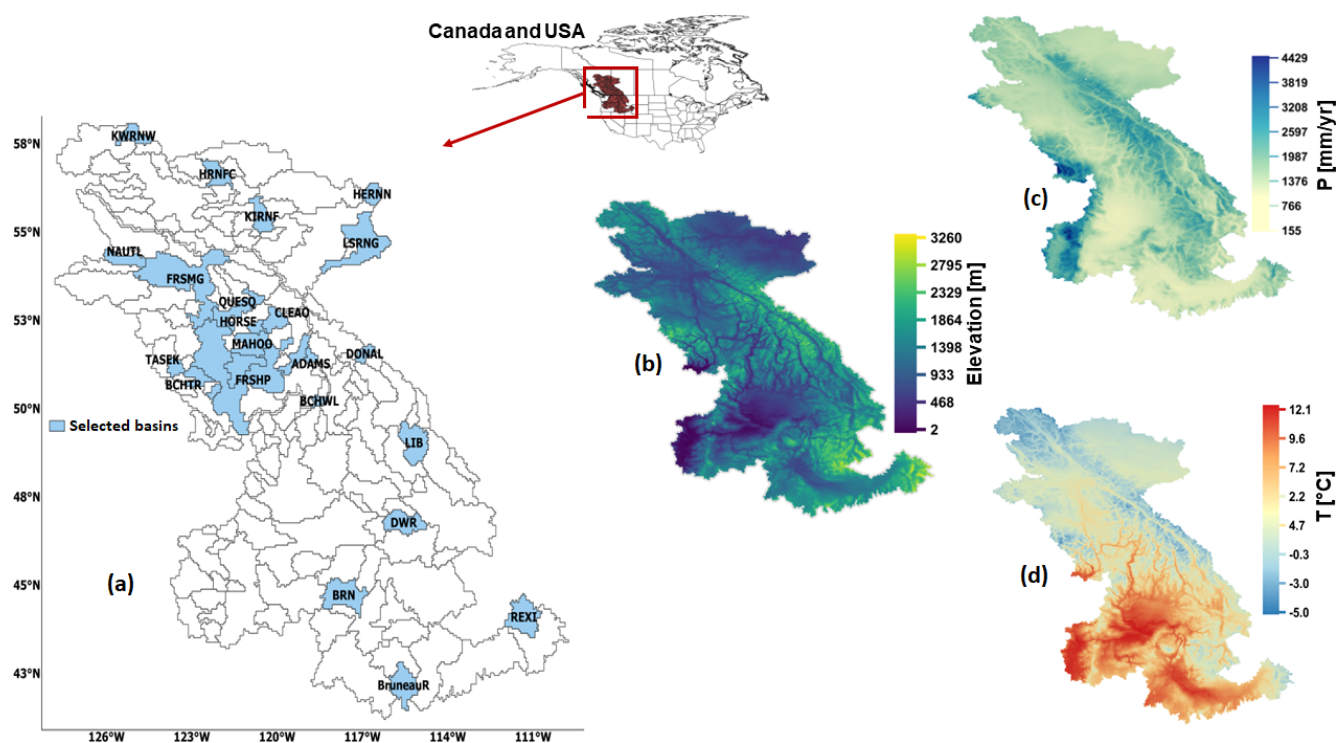 Canada and USA
58°N
55°N
53°N
50°N
48°N
45°N
43°N
126°W
123°W
120°W
117°W
114°W
111°W
KWRNW
HRNFC
HERNN
KIRNF
LSRNG
NAUTL
FRSMG
QUESQ
CLEAO
HORSE
MAHOO
TASEK
ADAMS
DONAL
BCHTR
FRSHP
BCHWL
Selected basins
LIB
DWR
(a)
BRN
REXI
BruneauR
(b)
3260
2795
2329
1864
1398
933
468
2
Elevation [m]
(c)
4429
3819
3208
2597
1987
1376
766
155
P [mm/yr]
(d)
12.1
9.6
7.2
2.2
4.7
-0.3
-3.0
-5.0
T [°C]